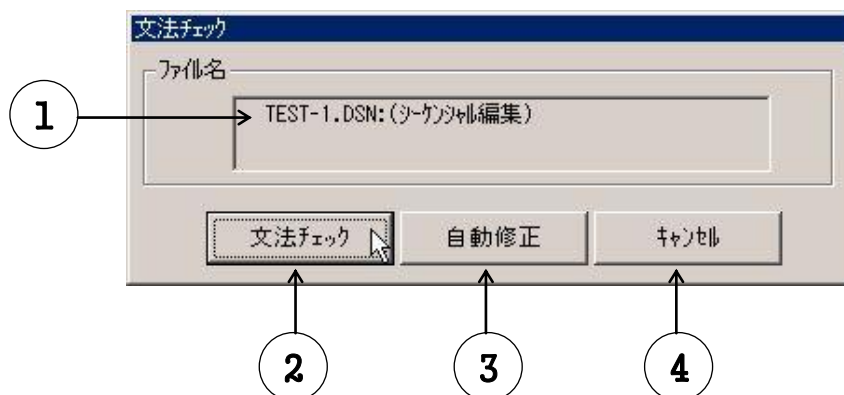 文法ﾁｪｯｸ
ﾌｧｲﾙ名
1
TEST-1.DSN:(ｼｰｹﾝｼｬﾙ編集)
文法ﾁｪｯｸ 自動修正 ｷｬﾝｾﾙ
2 3 4